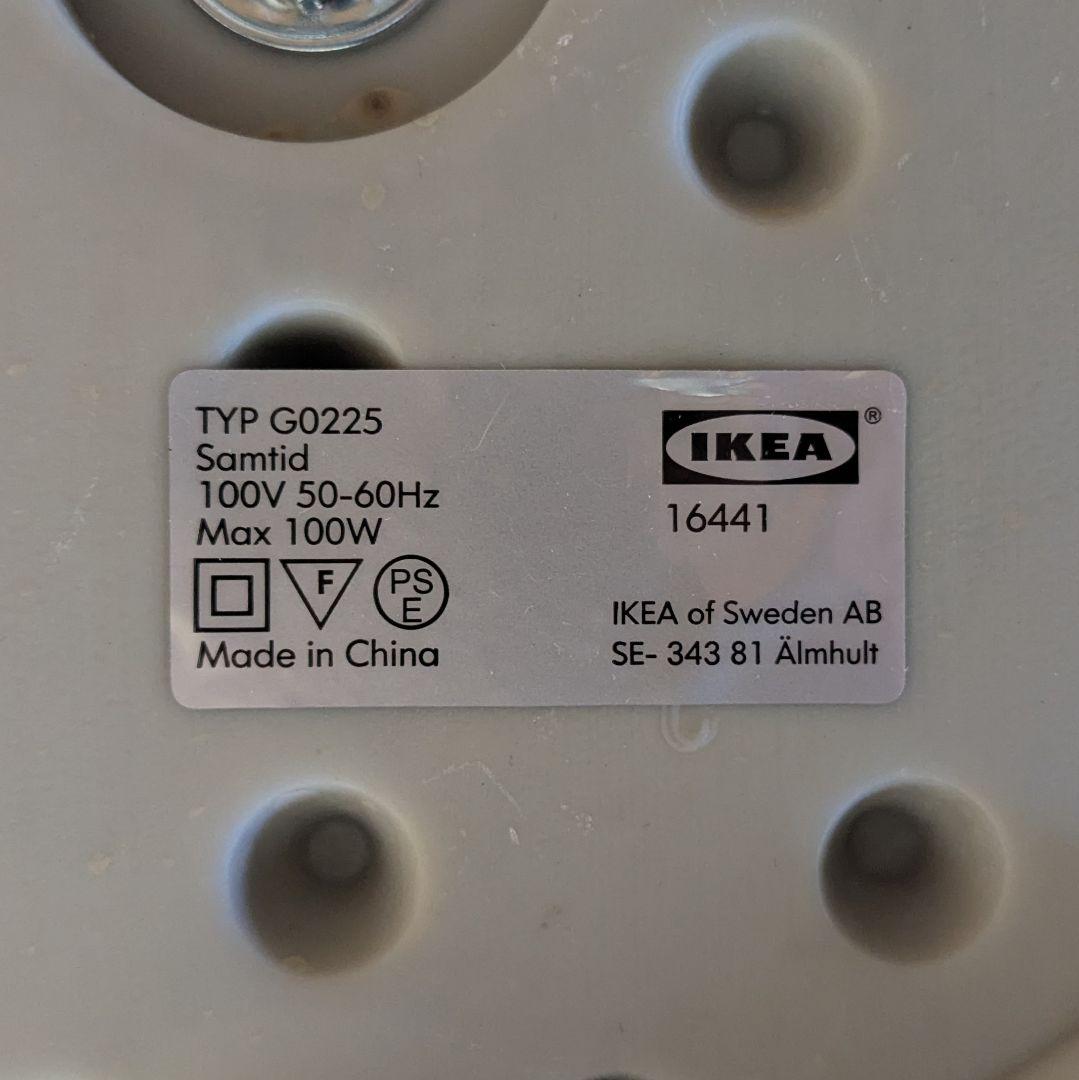 TYP G0225
Samtid
100V 50-60Hz
Max 100W
F
PS
E
Made in China
IKEA®
16441
IKEA of Sweden AB
SE- 343 81 Älmhult